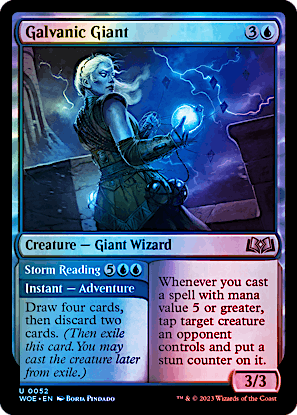 Galvanic Giant 3
Creature — Giant Wizard
Storm Reading 5
Instant — Adventure
Draw four cards,
then discard two
cards. (Then exile
this card. You may
cast the creature later
from exile.)
Whenever you cast
a spell with mana
value 5 or greater,
tap target creature
an opponent
controls and put a
stun counter on it.
3/3
U 0052
WOE • EN Borja Pindado
™ & © 2023 Wizards of the Coast